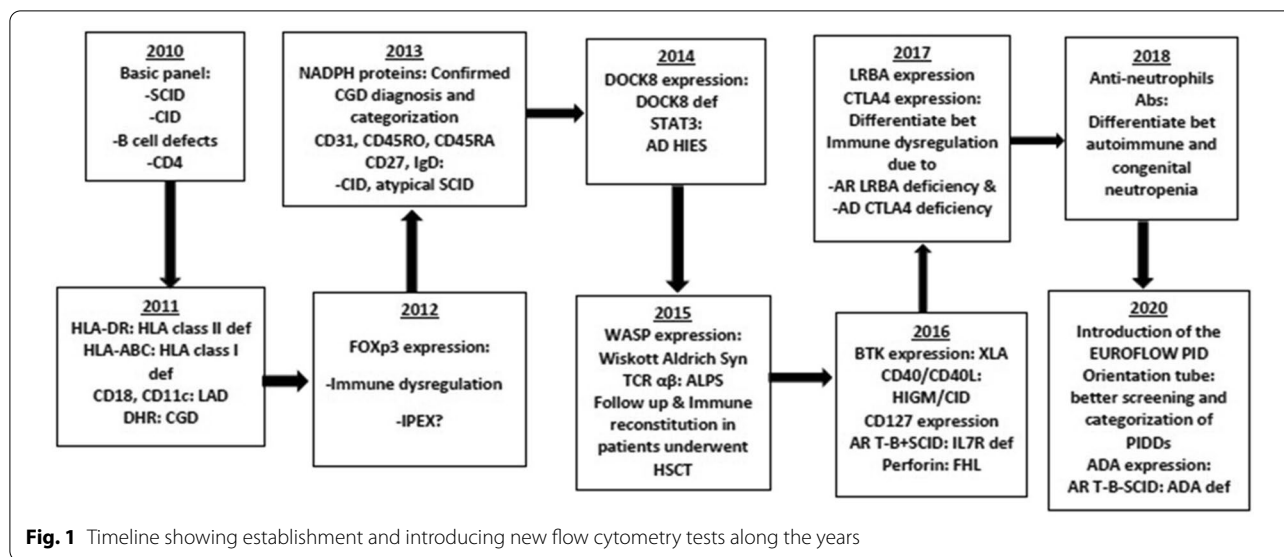 2010
Basic panel:
-SCID
-CID
-B cell defects
-CD4
2011
HLA-DR: HLA class II def
HLA-ABC: HLA class I
def
CD18, CD11c: LAD
DHR: CGD
2012
FOXp3 expression:
-Immune dysregulation
-IPEX?
2013
NADPH proteins: Confirmed
CGD diagnosis and
categorization
CD31, CD45RO, CD45RA
CD27, IgD:
-CID, atypical SCID
2014
DOCK8 expression:
DOCK8 def
STAT3:
AD HIES
2015
WASP expression:
Wiskott Aldrich Syn
TCR αβ: ALPS
Follow up & Immune
reconstitution in
patients underwent
HSCT
2016
BTK expression: XLA
CD40/CD40L:
HIGM/CID
CD127 expression
AR T-B+SCID: IL7R def
Perforin: FHL
2017
LRBA expression
CTLA4 expression:
Differentiate bet
Immune dysregulation
due to
-AR LRBA deficiency &
-AD CTLA4 deficiency
2018
Anti-neutrophils
Abs:
Differentiate bet
autoimmune and
congenital
neutropenia
2020
Introduction of the
EUROFLOW PID
Orientation tube:
better screening and
categorization of
PIDDs
ADA expression:
AR T-B-SCID: ADA def
Fig. 1 Timeline showing establishment and introducing new flow cytometry tests along the years